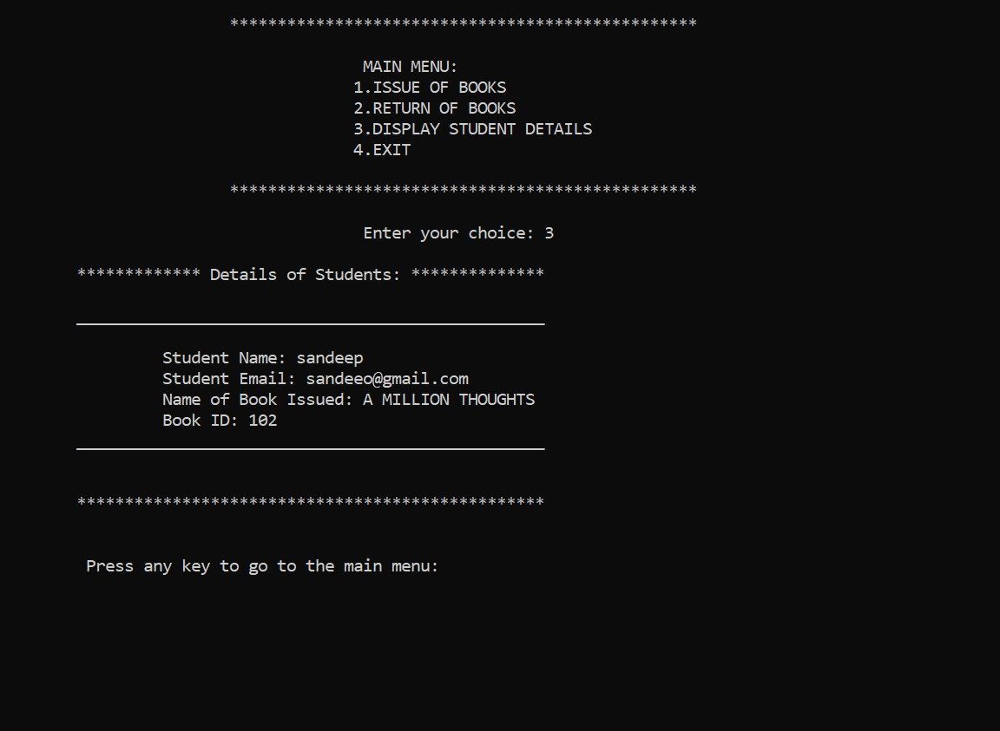 *************************************************
MAIN MENU:
1.ISSUE OF BOOKS
2.RETURN OF BOOKS
3.DISPLAY STUDENT DETAILS
4.EXIT
*************************************************
Enter your choice: 3
************* Details of Students: **************
Student Name: sandeep
Student Email: sandeeo@gmail.com
Name of Book Issued: A MILLION THOUGHTS
Book ID: 102
*************************************************
Press any key to go to the main menu: